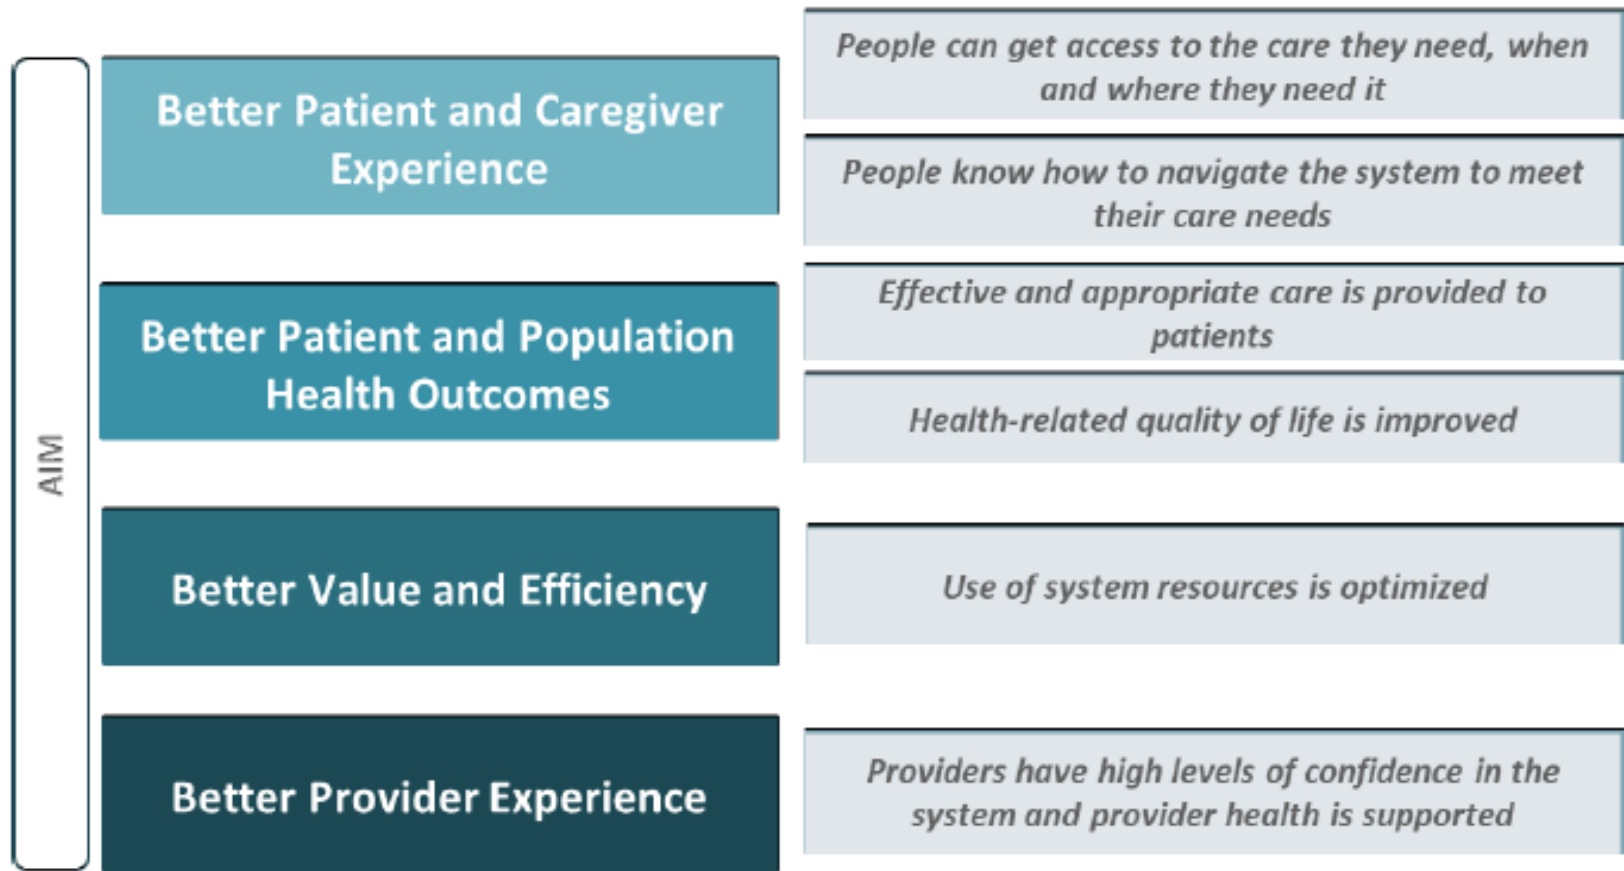 AIM
Better Patient and Caregiver
Experience
People can get access to the care they need, when
and where they need it
People know how to navigate the system to meet
their care needs
Better Patient and Population
Health Outcomes
Effective and appropriate care is provided to
patients
Health-related quality of life is improved
Better Value and Efficiency
Use of system resources is optimized
Better Provider Experience
Providers have high levels of confidence in the
system and provider health is supported